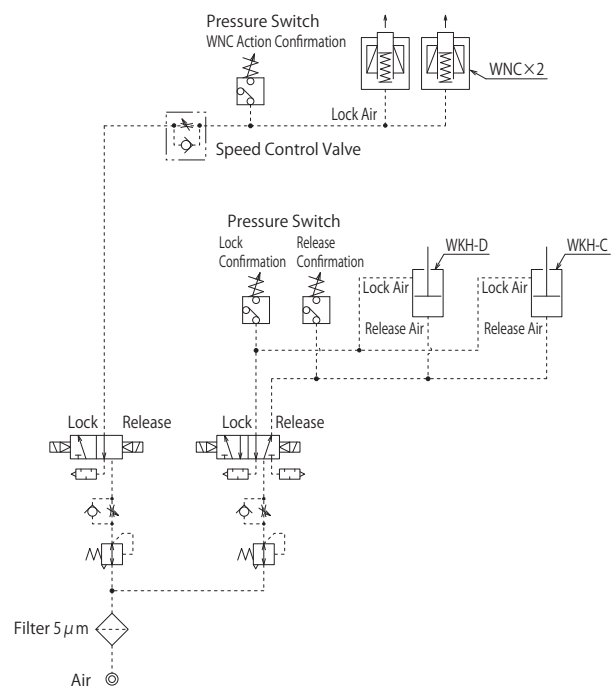 Pressure Switch
WNC Action Confirmation
WNC×2
Lock Air
Speed Control Valve
Pressure Switch
Lock
Confirmation
Release
Confirmation
WKH-D
WKH-C
Lock Air
Lock Air
Release Air
Release Air
Lock
Release
Lock
Release
Filter 5μm
Air